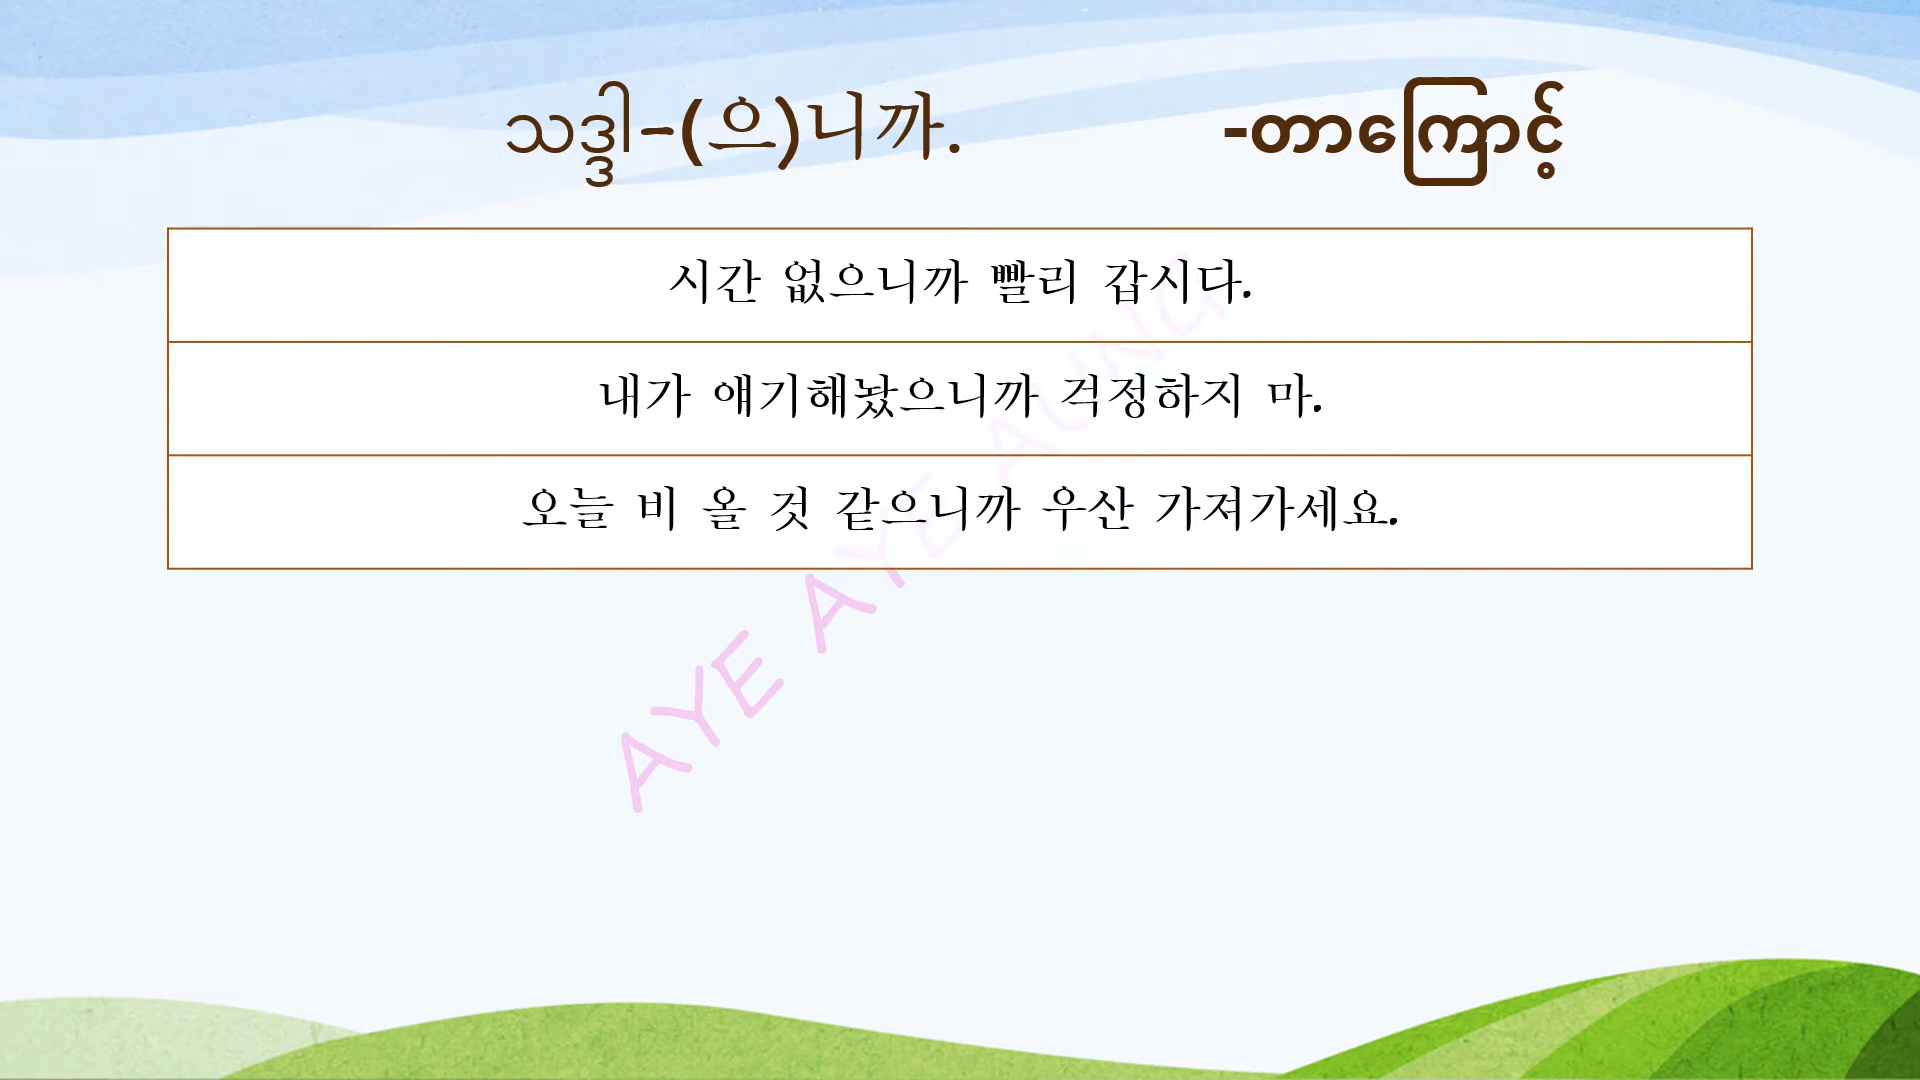 သဒ္ဒါ-(으)니까. -တာကြောင့်
시간 없으니까 빨리 갑시다.
내가 얘기해놨으니까 걱정하지 마.
오늘 비 올 것 같으니까 우산 가져가세요.
AYE AYE AYE AUNG